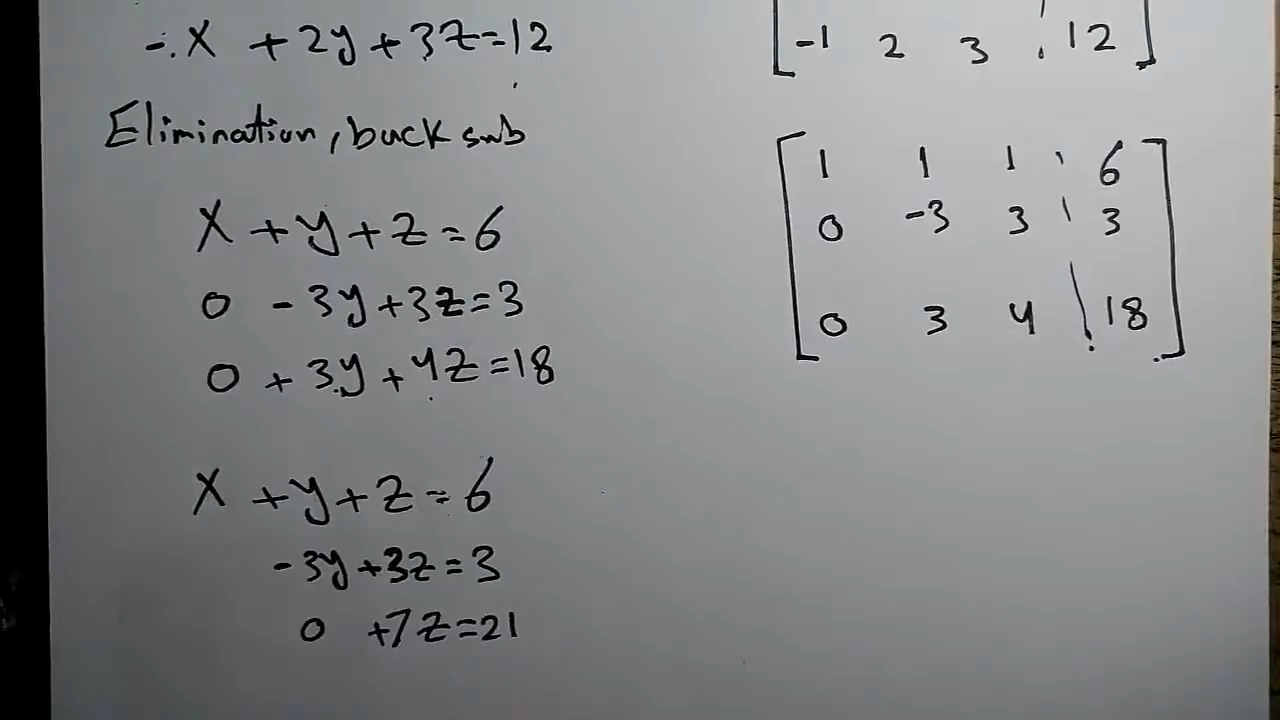 -x + 2y + 3z = 12
Elimination, buck sub
x + y + z = 6
0 - 3y + 3z = 3
0 + 3y + 4z = 18
x + y + z = 6
-3y + 3z = 3
0 + 7z = 21
-1 2 3 | 12
1 1 1 | 6
0 -3 3 | 3
0 3 4 | 18